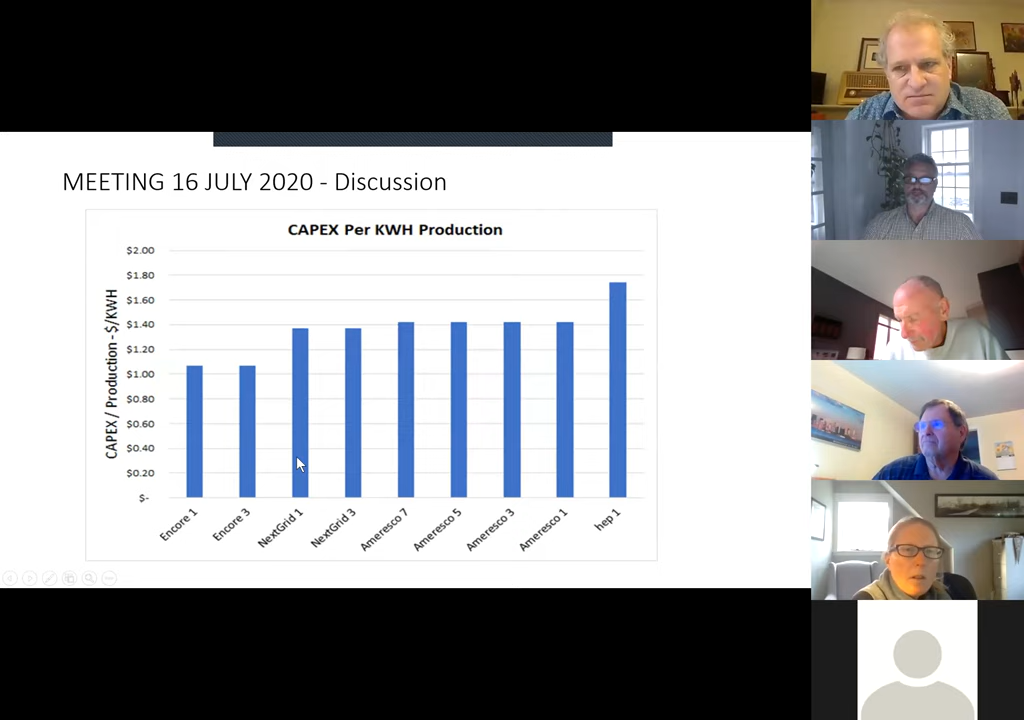 MEETING 16 JULY 2020 - Discussion
CAPEX Per KWH Production
CAPEX / Production - $/KWH
$2.00
$1.80
$1.60
$1.40
$1.20
$1.00
$0.80
$0.60
$0.40
$0.20
$-
Encore 1
Encore 3
NextGrid 1
NextGrid 3
Ameresco 7
Ameresco 5
Ameresco 3
Ameresco 1
hep 1